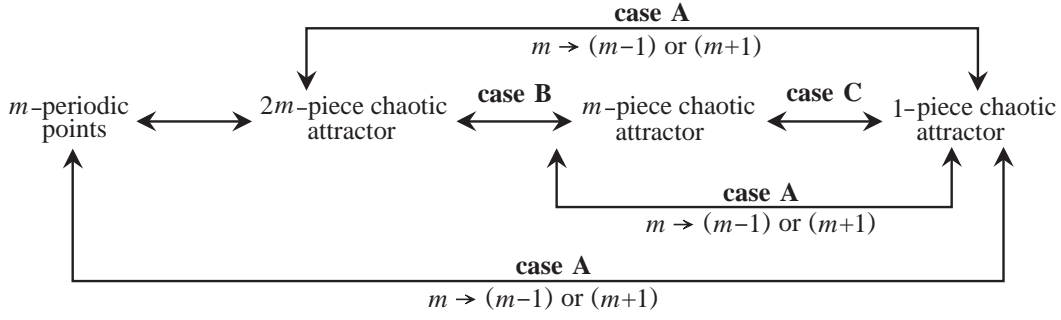 case A
m → (m−1) or (m+1)
m−periodic points
2m−piece chaotic attractor
case B
m−piece chaotic attractor
case C
1−piece chaotic attractor
case A
m → (m−1) or (m+1)
case A
m → (m−1) or (m+1)